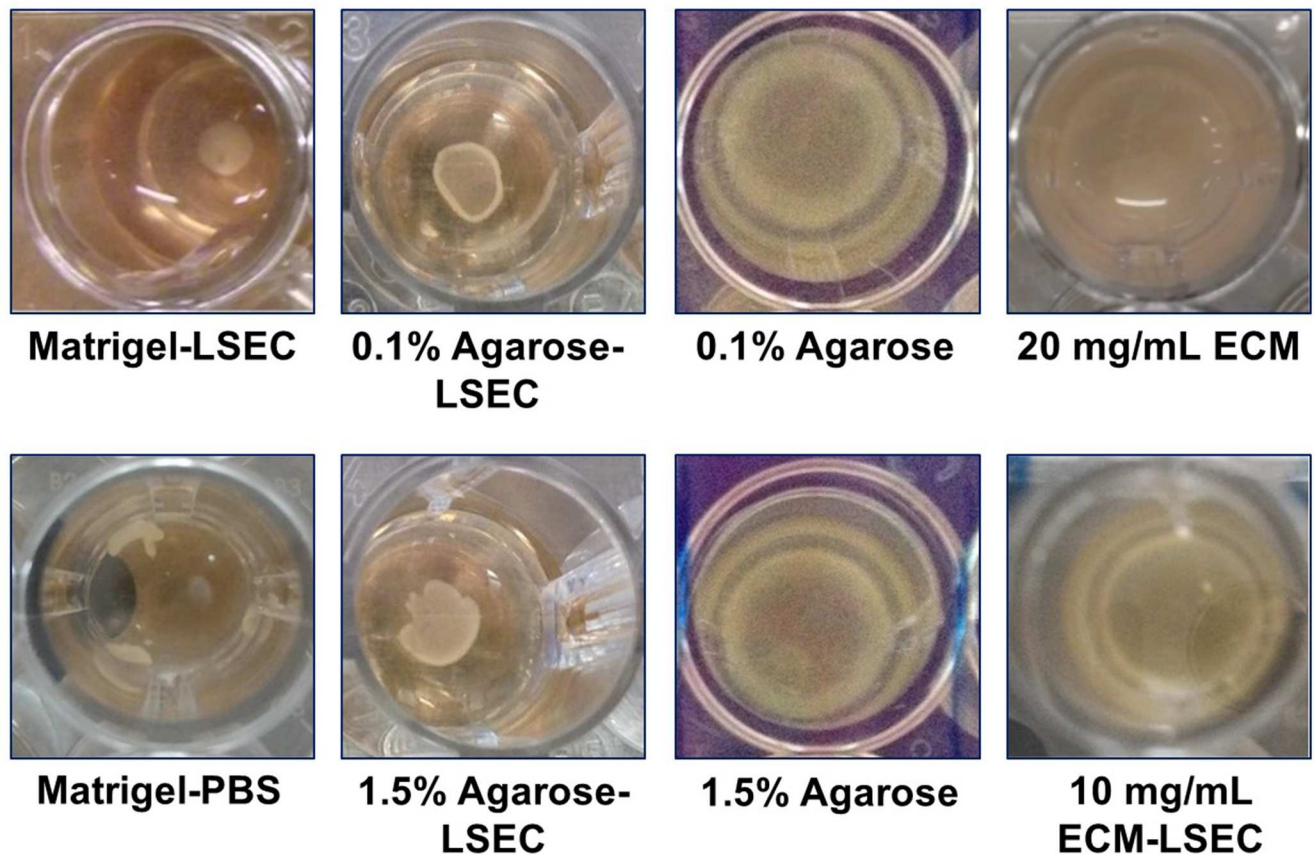 Matrigel-LSEC
0.1% Agarose-
LSEC
0.1% Agarose
20 mg/mL ECM
Matrigel-PBS
1.5% Agarose-
LSEC
1.5% Agarose
10 mg/mL
ECM-LSEC